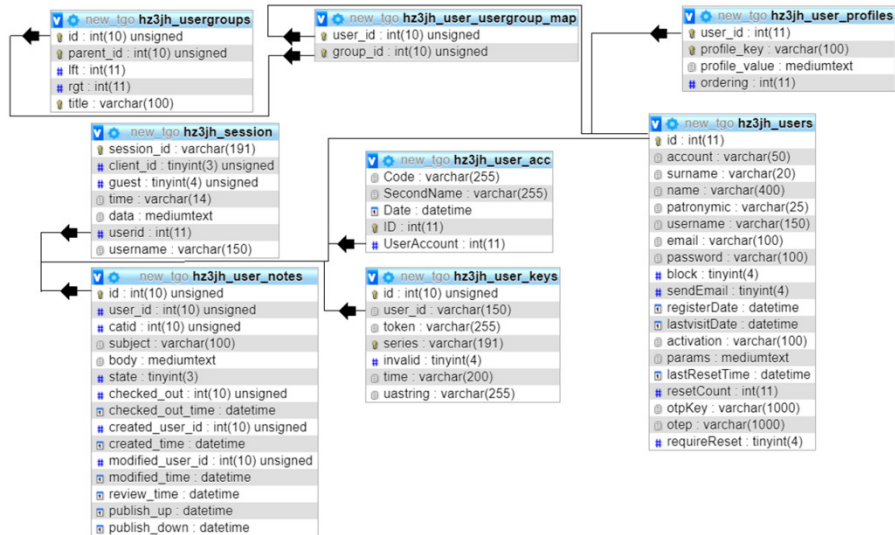 new_tgo hz3jh_usergroups
id : int(10) unsigned
parent_id : int(10) unsigned
lft : int(11)
rgt : int(11)
title : varchar(100)
new_tgo hz3jh_user_usergroup_map
user_id : int(10) unsigned
group_id : int(10) unsigned
new_tgo hz3jh_user_profiles
user_id : int(11)
profile_key : varchar(100)
profile_value : mediumtext
ordering : int(11)
new_tgo hz3jh_session
session_id : varchar(191)
client_id : tinyint(3) unsigned
guest : tinyint(4) unsigned
time : varchar(14)
data : mediumtext
userid : int(11)
username : varchar(150)
new_tgo hz3jh_user_acc
Code : varchar(255)
SecondName : varchar(255)
Date : datetime
ID : int(11)
UserAccount : int(11)
new_tgo hz3jh_users
id : int(11)
account : varchar(50)
surname : varchar(20)
name : varchar(400)
patronymic : varchar(25)
username : varchar(150)
email : varchar(100)
password : varchar(100)
block : tinyint(4)
sendEmail : tinyint(4)
registerDate : datetime
lastvisitDate : datetime
activation : varchar(100)
params : mediumtext
lastResetTime : datetime
resetCount : int(11)
otpKey : varchar(1000)
otep : varchar(1000)
requireReset : tinyint(4)
new_tgo hz3jh_user_notes
id : int(10) unsigned
user_id : int(10) unsigned
catid : int(10) unsigned
subject : varchar(100)
body : mediumtext
state : tinyint(3)
checked_out : int(10) unsigned
checked_out_time : datetime
created_user_id : int(10) unsigned
created_time : datetime
modified_user_id : int(10) unsigned
modified_time : datetime
review_time : datetime
publish_up : datetime
publish_down : datetime
new_tgo hz3jh_user_keys
id : int(10) unsigned
user_id : varchar(150)
token : varchar(255)
series : varchar(191)
invalid : tinyint(4)
time : varchar(200)
uastring : varchar(255)